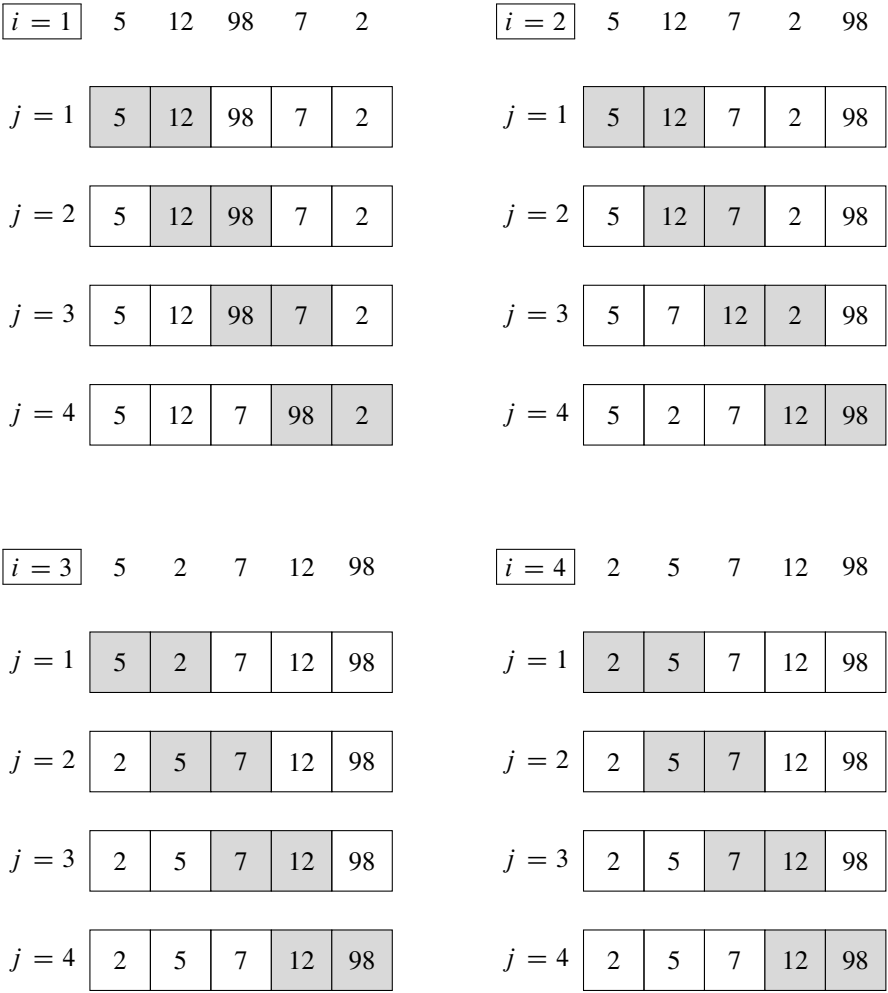 i = 1 5 12 98 7 2
j = 1 5 12 98 7 2
j = 2 5 12 98 7 2
j = 3 5 12 98 7 2
j = 4 5 12 7 98 2
i = 2 5 12 7 2 98
j = 1 5 12 7 2 98
j = 2 5 12 7 2 98
j = 3 5 7 12 2 98
j = 4 5 2 7 12 98
i = 3 5 2 7 12 98
j = 1 5 2 7 12 98
j = 2 2 5 7 12 98
j = 3 2 5 7 12 98
j = 4 2 5 7 12 98
i = 4 2 5 7 12 98
j = 1 2 5 7 12 98
j = 2 2 5 7 12 98
j = 3 2 5 7 12 98
j = 4 2 5 7 12 98